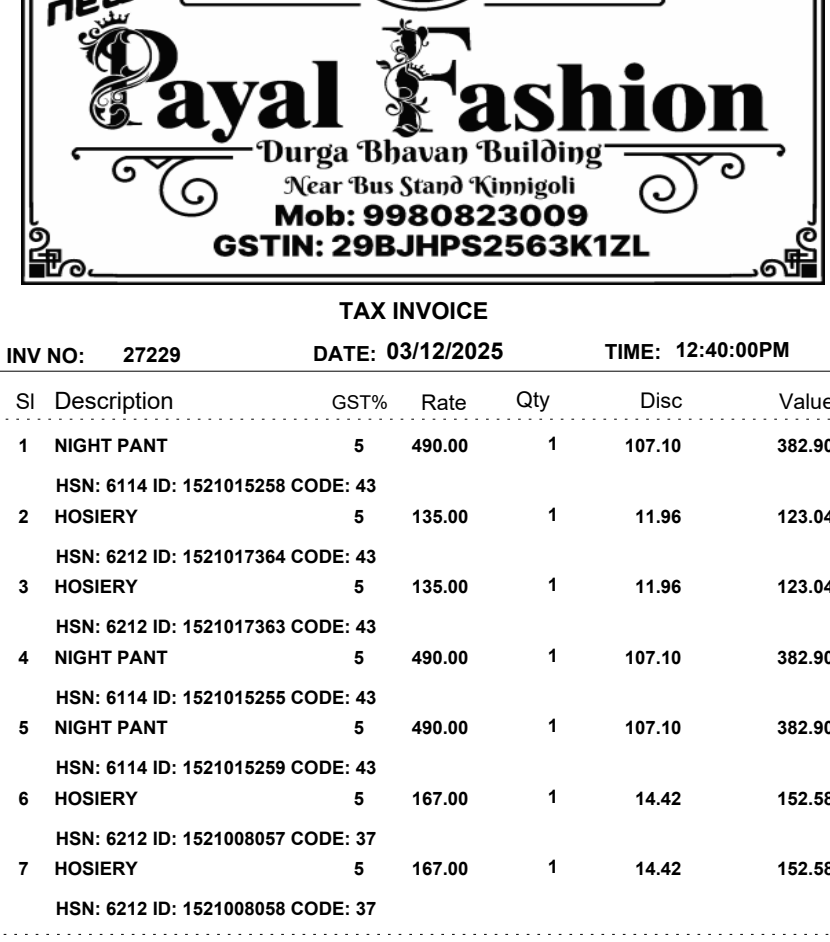 new
Payal Fashion
Durga Bhavan Building
Near Bus Stand Kinnigoli
Mob: 9980823009
GSTIN: 29BJHPS2563K1ZL
TAX INVOICE
INV NO: 27229 DATE: 03/12/2025 TIME: 12:40:00PM
Sl Description GST% Rate Qty Disc Value
1 NIGHT PANT 5 490.00 1 107.10 382.90
HSN: 6114 ID: 1521015258 CODE: 43
2 HOSIERY 5 135.00 1 11.96 123.04
HSN: 6212 ID: 1521017364 CODE: 43
3 HOSIERY 5 135.00 1 11.96 123.04
HSN: 6212 ID: 1521017363 CODE: 43
4 NIGHT PANT 5 490.00 1 107.10 382.90
HSN: 6114 ID: 1521015255 CODE: 43
5 NIGHT PANT 5 490.00 1 107.10 382.90
HSN: 6114 ID: 1521015259 CODE: 43
6 HOSIERY 5 167.00 1 14.42 152.58
HSN: 6212 ID: 1521008057 CODE: 37
7 HOSIERY 5 167.00 1 14.42 152.58
HSN: 6212 ID: 1521008058 CODE: 37